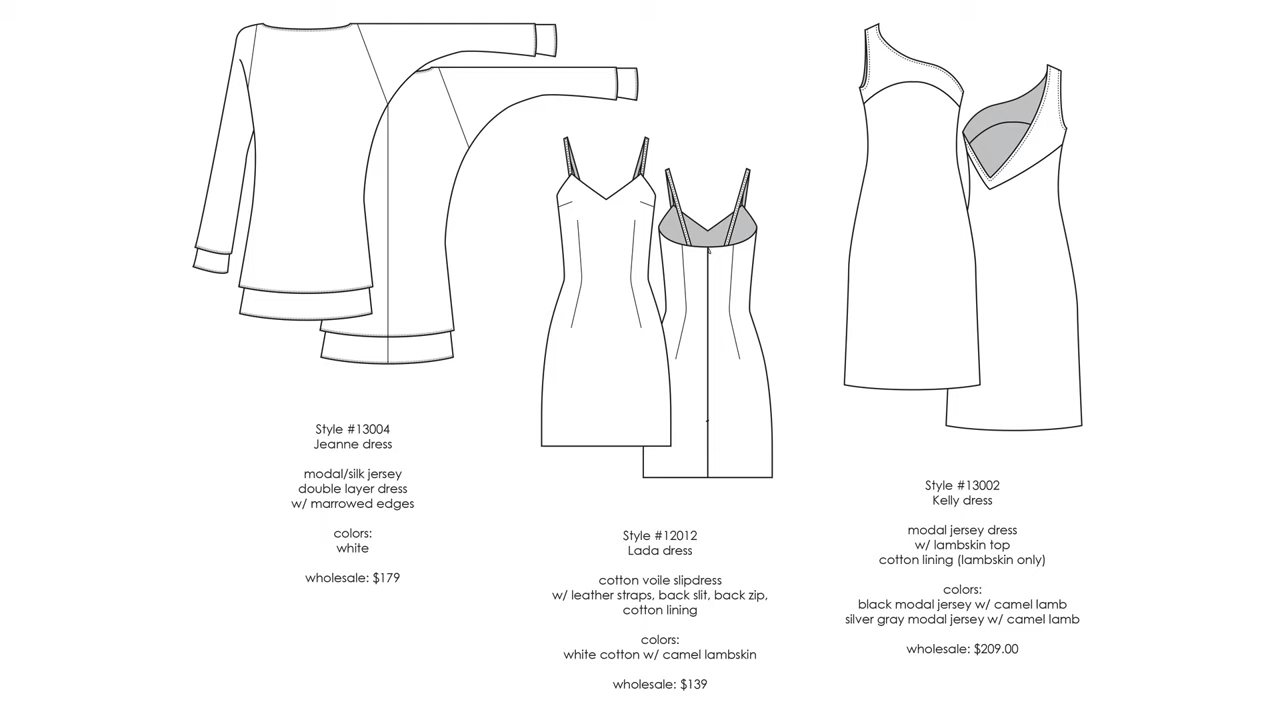 Style #13004
Jeanne dress
modal/silk jersey
double layer dress
w/ marrowed edges
colors:
white
wholesale: $179
Style #12012
Lada dress
cotton voile slipdress
w/ leather straps, back slit, back zip,
cotton lining
colors:
white cotton w/ camel lambskin
wholesale: $139
Style #13002
Kelly dress
modal jersey dress
w/ lambskin top
cotton lining (lambskin only)
colors:
black modal jersey w/ camel lamb
silver gray modal jersey w/ camel lamb
wholesale: $209.00